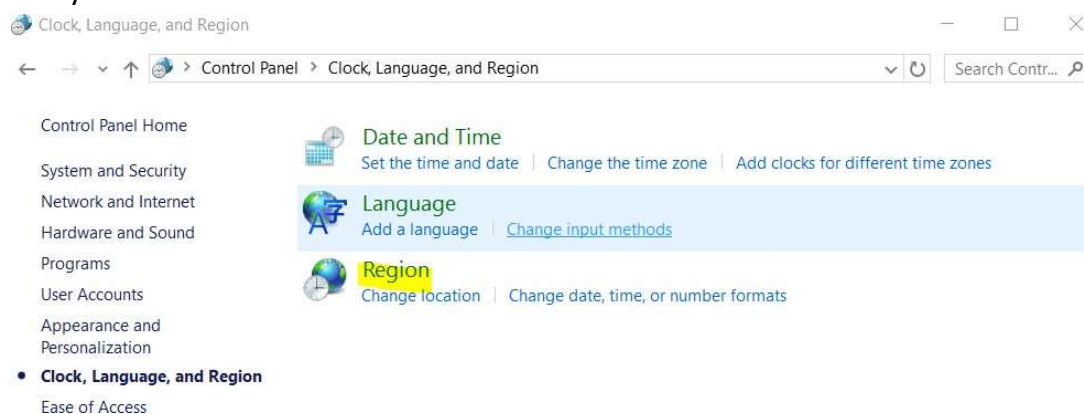 Clock, Language, and Region
Control Panel > Clock, Language, and Region
Search Contr...
Control Panel Home
System and Security
Network and Internet
Hardware and Sound
Programs
User Accounts
Appearance and
Personalization
Clock, Language, and Region
Ease of Access
Date and Time
Set the time and date | Change the time zone | Add clocks for different time zones
Language
Add a language | Change input methods
Region
Change location | Change date, time, or number formats